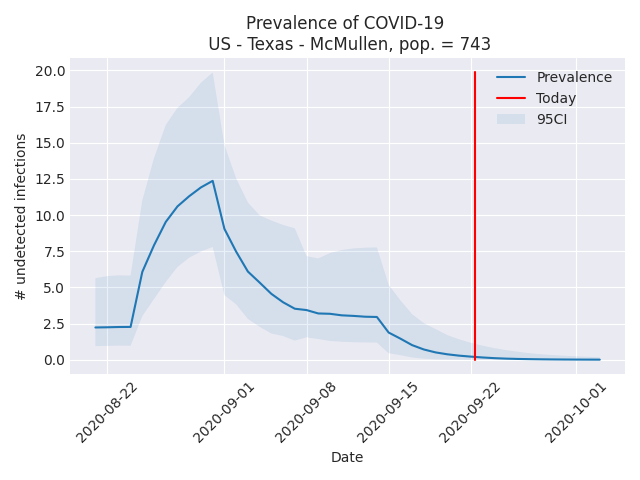 Prevalence of COVID-19
US - Texas - McMullen, pop. = 743
# undetected infections
20.0
17.5
15.0
12.5
10.0
7.5
5.0
2.5
0.0
Prevalence
Today
95CI
2020-08-22
2020-09-01
2020-09-08
2020-09-15
2020-09-22
2020-10-01
Date